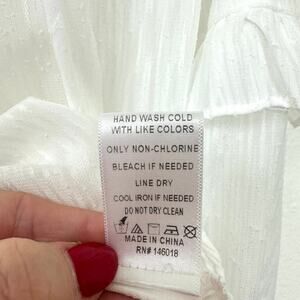 HAND WASH COLD
WITH LIKE COLORS
ONLY NON-CHLORINE
BLEACH IF NEEDED
LINE DRY
COOL IRON IF NEEDED
DO NOT DRY CLEAN
MADE IN CHINA
RN# 146018